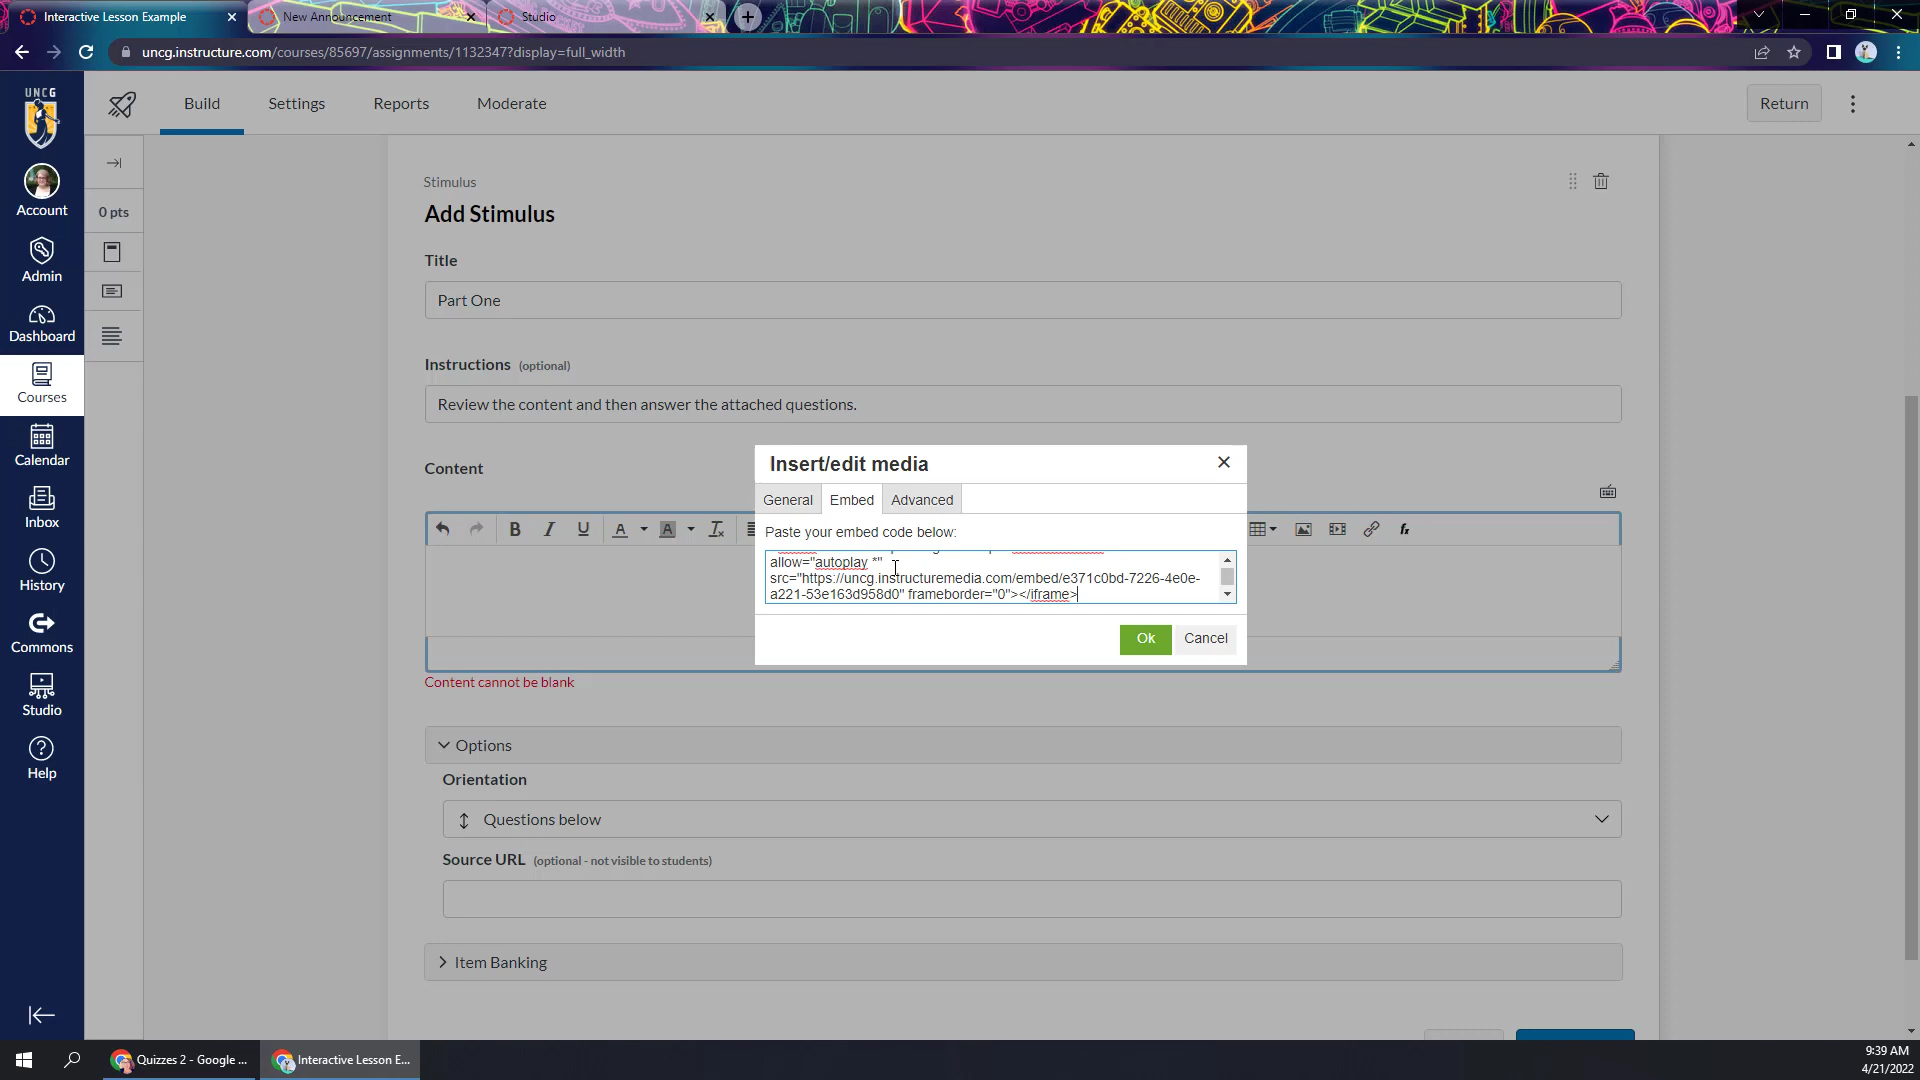 Interactive Lesson Example
New Announcement
Studio
uncg.instructure.com/courses/85697/assignments/1132347?display=full_width
UNCG
Account
Admin
Dashboard
Courses
Calendar
Inbox
History
Commons
Studio
Help
Build
Settings
Reports
Moderate
Return
0 pts
Stimulus
Add Stimulus
Title
Part One
Instructions (optional)
Review the content and then answer the attached questions.
Content
Insert/edit media
General
Embed
Advanced
Paste your embed code below:
allow="autoplay *"
src="https://uncg.instructuremedia.com/embed/e371c0bd-7226-4e0e-
a221-53e163d958d0" frameborder="0"></iframe>
Ok
Cancel
Content cannot be blank
Options
Orientation
Questions below
Source URL (optional - not visible to students)
Item Banking
Quizzes 2 - Google ...
Interactive Lesson E...
9:39 AM
4/21/2022